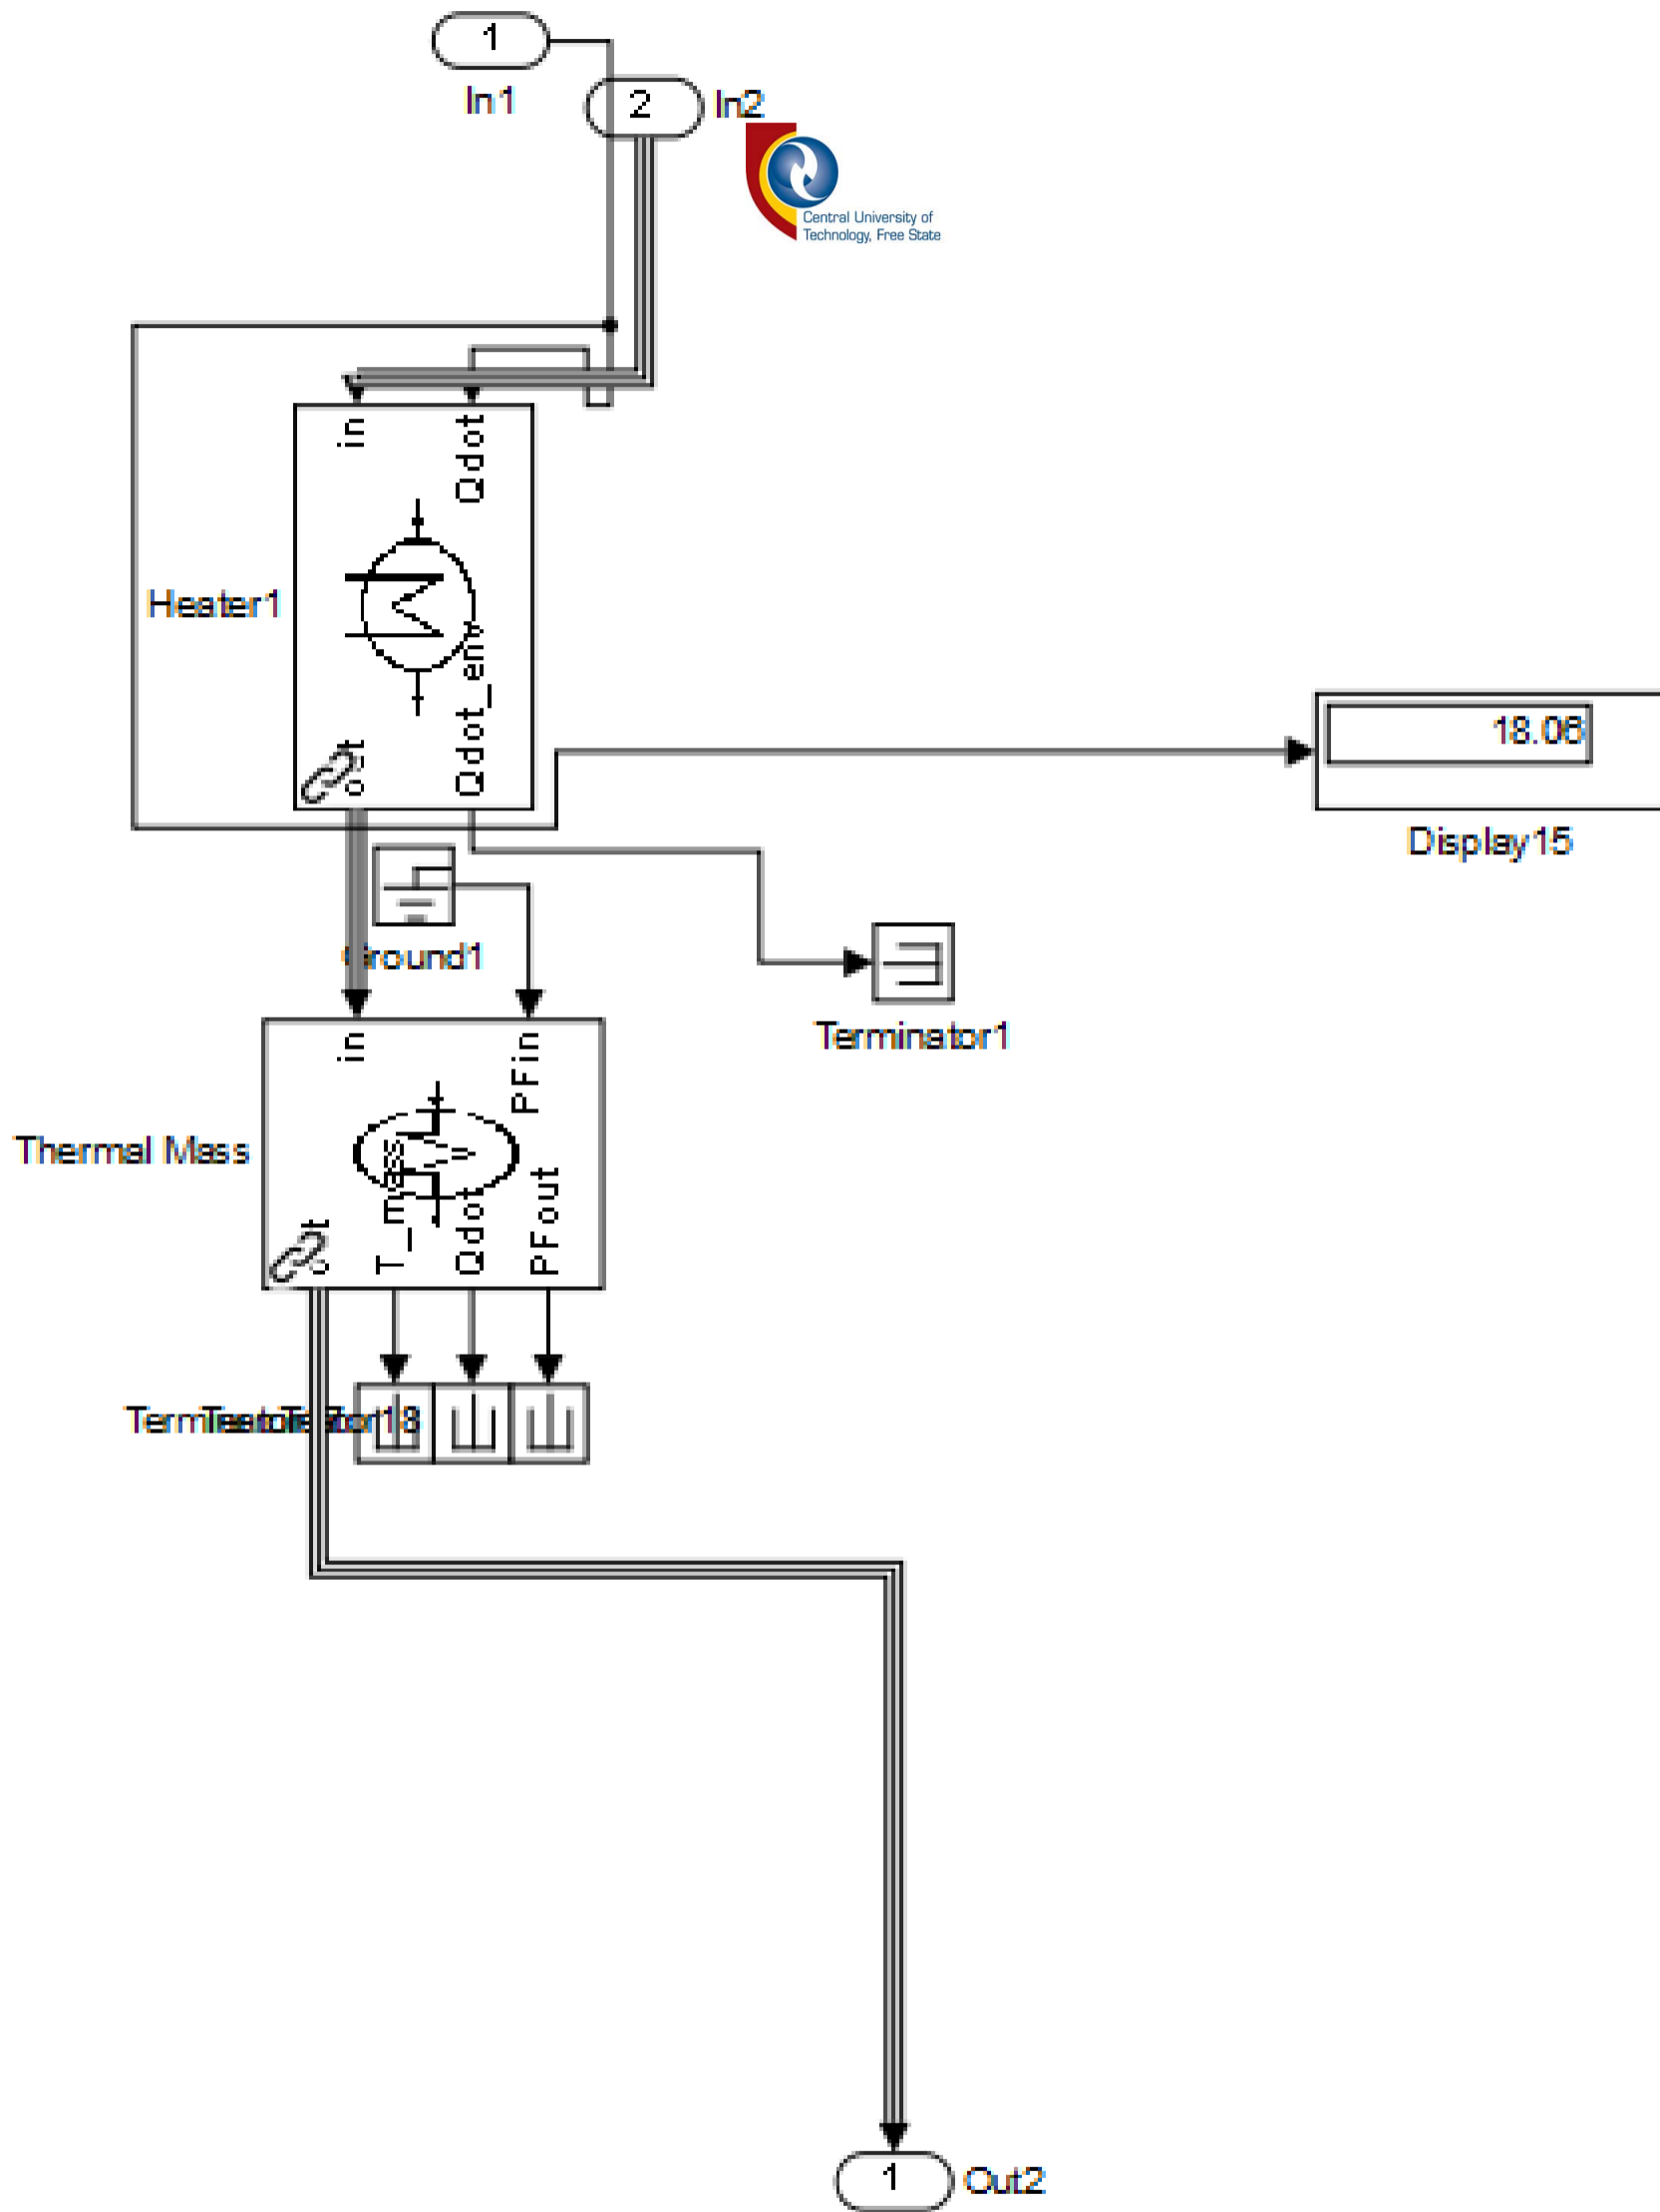 1
In1
2
In2
Central University of
Technology, Free State
in
Qdot
Heater1
Qdot_env
18.06
Display15
Ground1
Terminator1
in
PFin
Thermal Mass
T_mass
Qdot
PFout
1
Out2